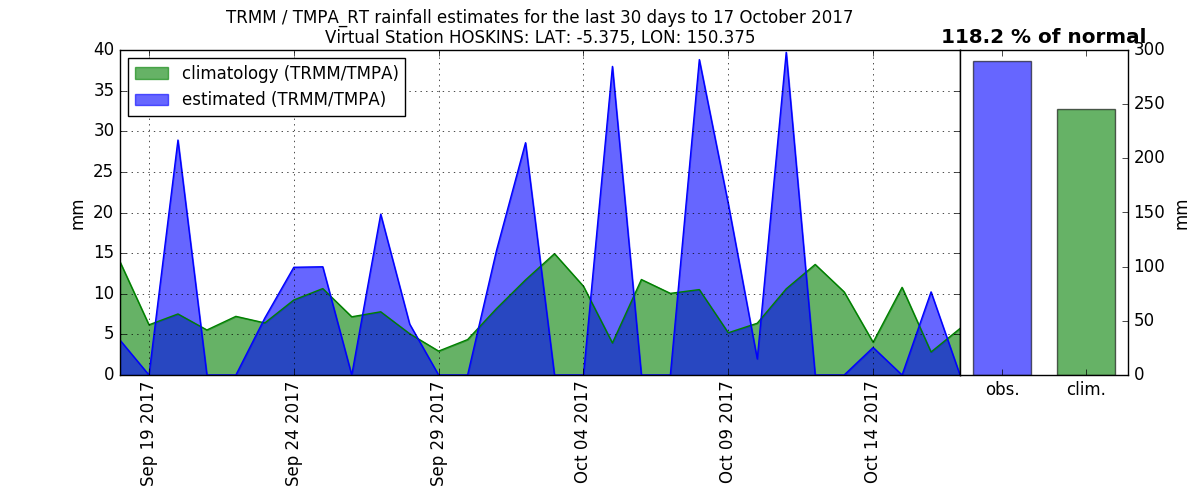 TRMM / TMPA_RT rainfall estimates for the last 30 days to 17 October 2017
Virtual Station HOSKINS: LAT: -5.375, LON: 150.375
118.2 % of normal
climatology (TRMM/TMPA)
estimated (TRMM/TMPA)
40
35
30
25
20
15
10
5
0
mm
Sep 19 2017
Sep 24 2017
Sep 29 2017
Oct 04 2017
Oct 09 2017
Oct 14 2017
300
250
200
150
100
50
0
mm
obs.
clim.